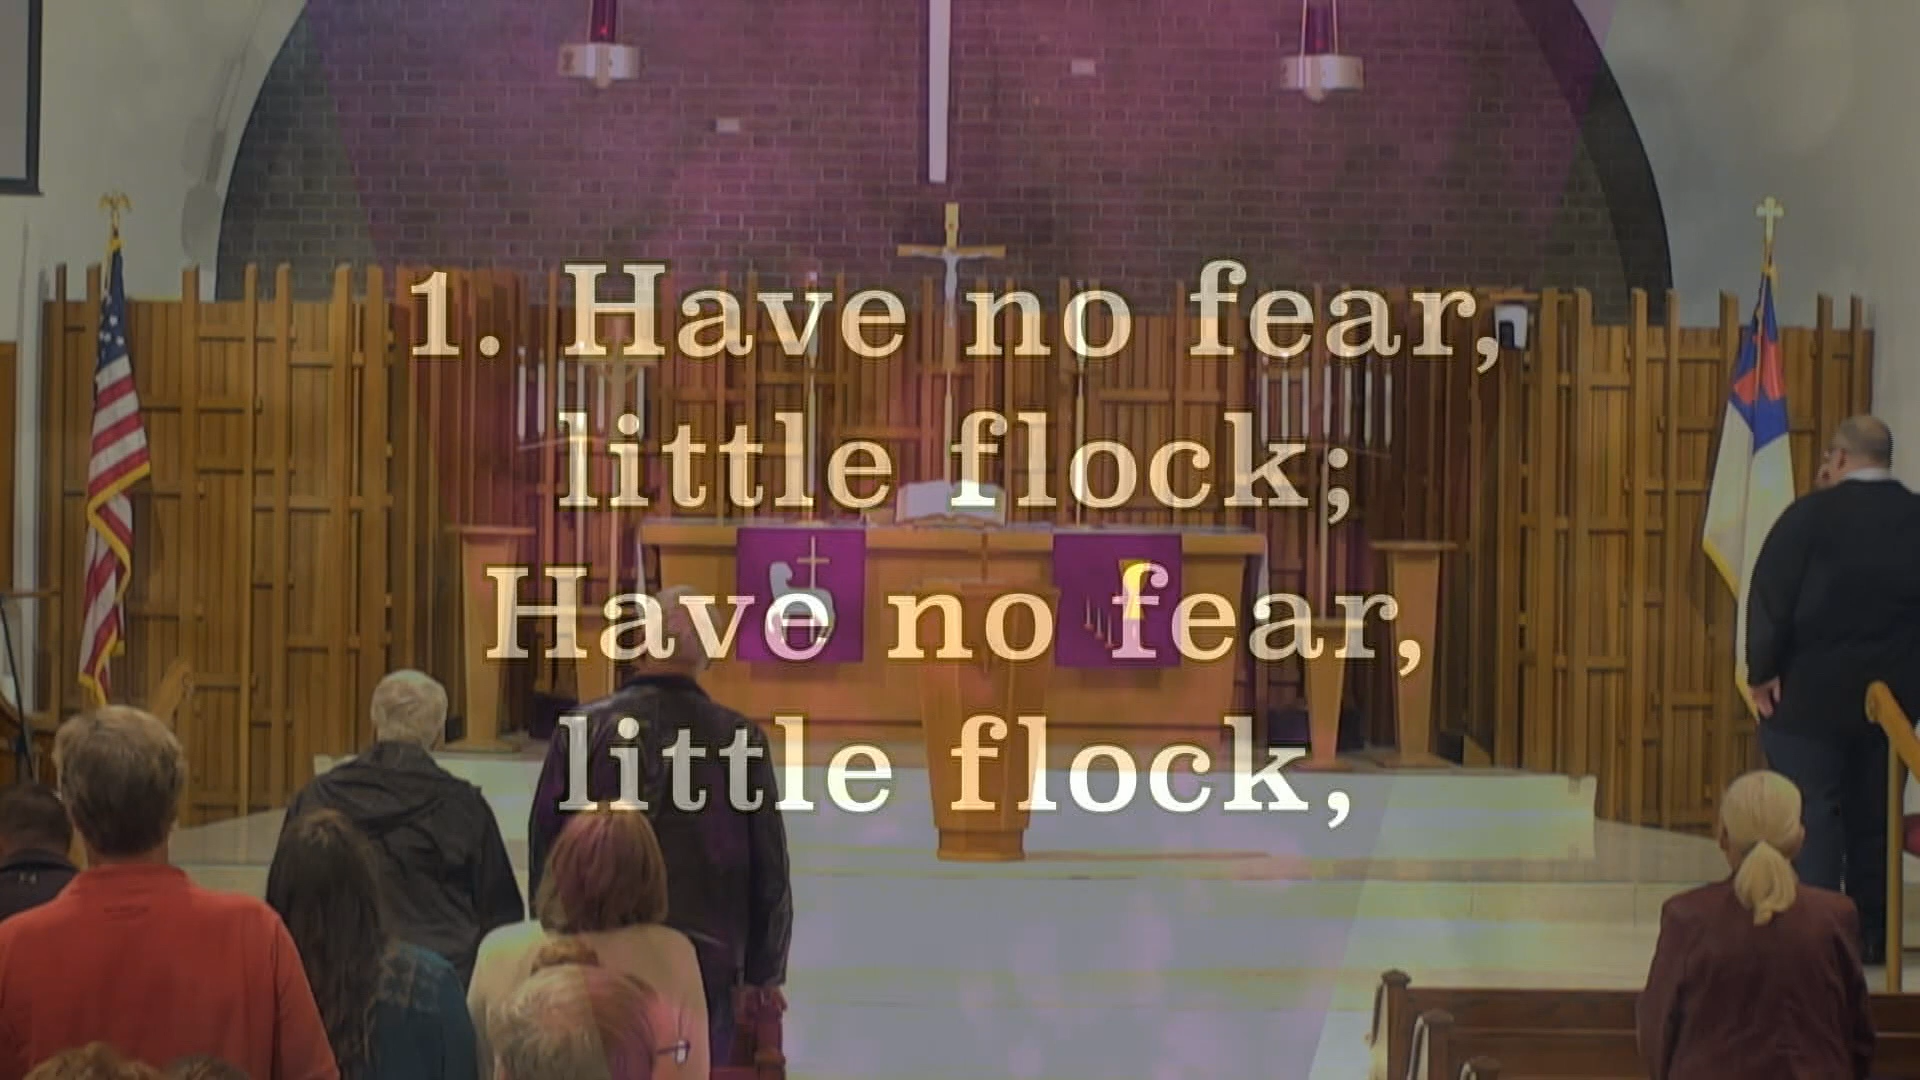 1. Have no fear,
little flock;
Have no fear,
little flock,